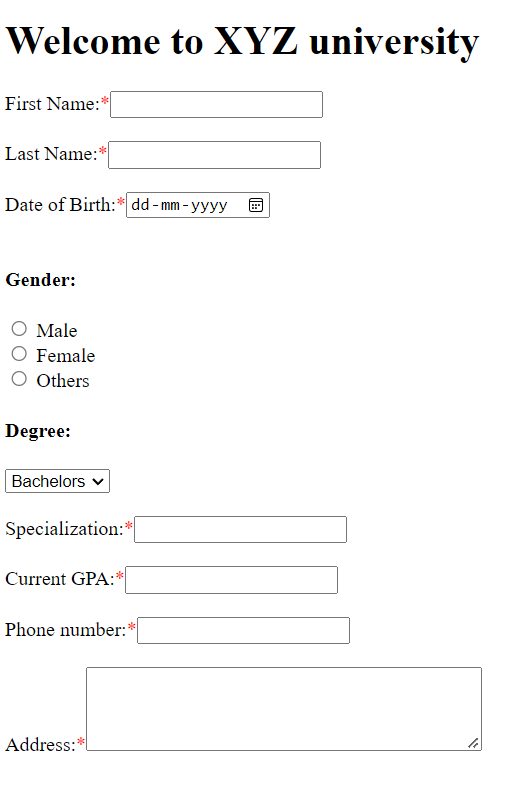 Welcome to XYZ university
First Name:*
Last Name:*
Date of Birth:* dd-mm-yyyy
Gender:
Male
Female
Others
Degree:
Bachelors
Specialization:*
Current GPA:*
Phone number:*
Address:*